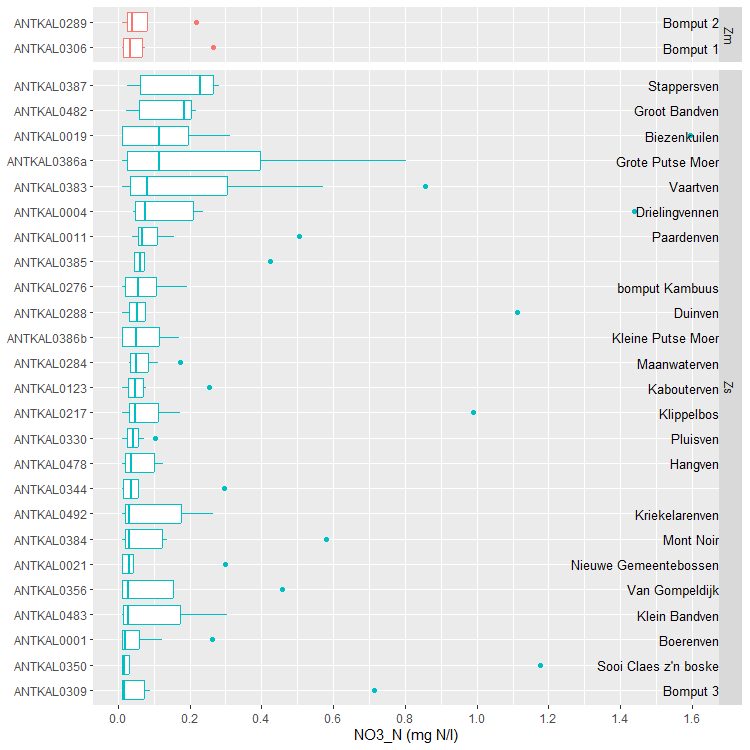 ANTKAL0289 Bomput 2
ANTKAL0306 Bomput 1
Zm
ANTKAL0387 Stappersven
ANTKAL0482 Groot Bandven
ANTKAL0019 Biezenkuilen
ANTKAL0386a Grote Putse Moer
ANTKAL0383 Vaartven
ANTKAL0004 Drielingvennen
ANTKAL0011 Paardenven
ANTKAL0385
ANTKAL0276 bomput Kambuus
ANTKAL0288 Duinven
ANTKAL0386b Kleine Putse Moer
ANTKAL0284 Maanwaterven
ANTKAL0123 Kabouterven
ANTKAL0217 Klippelbos
ANTKAL0330 Pluisven
ANTKAL0478 Hangven
ANTKAL0344
ANTKAL0492 Kriekelarenven
ANTKAL0384 Mont Noir
ANTKAL0021 Nieuwe Gemeentebossen
ANTKAL0356 Van Gompeldijk
ANTKAL0483 Klein Bandven
ANTKAL0001 Boerenven
ANTKAL0350 Sooi Claes z'n boske
ANTKAL0309 Bomput 3
Zs
0.0 0.2 0.4 0.6 0.8 1.0 1.2 1.4 1.6
NO3_N (mg N/l)